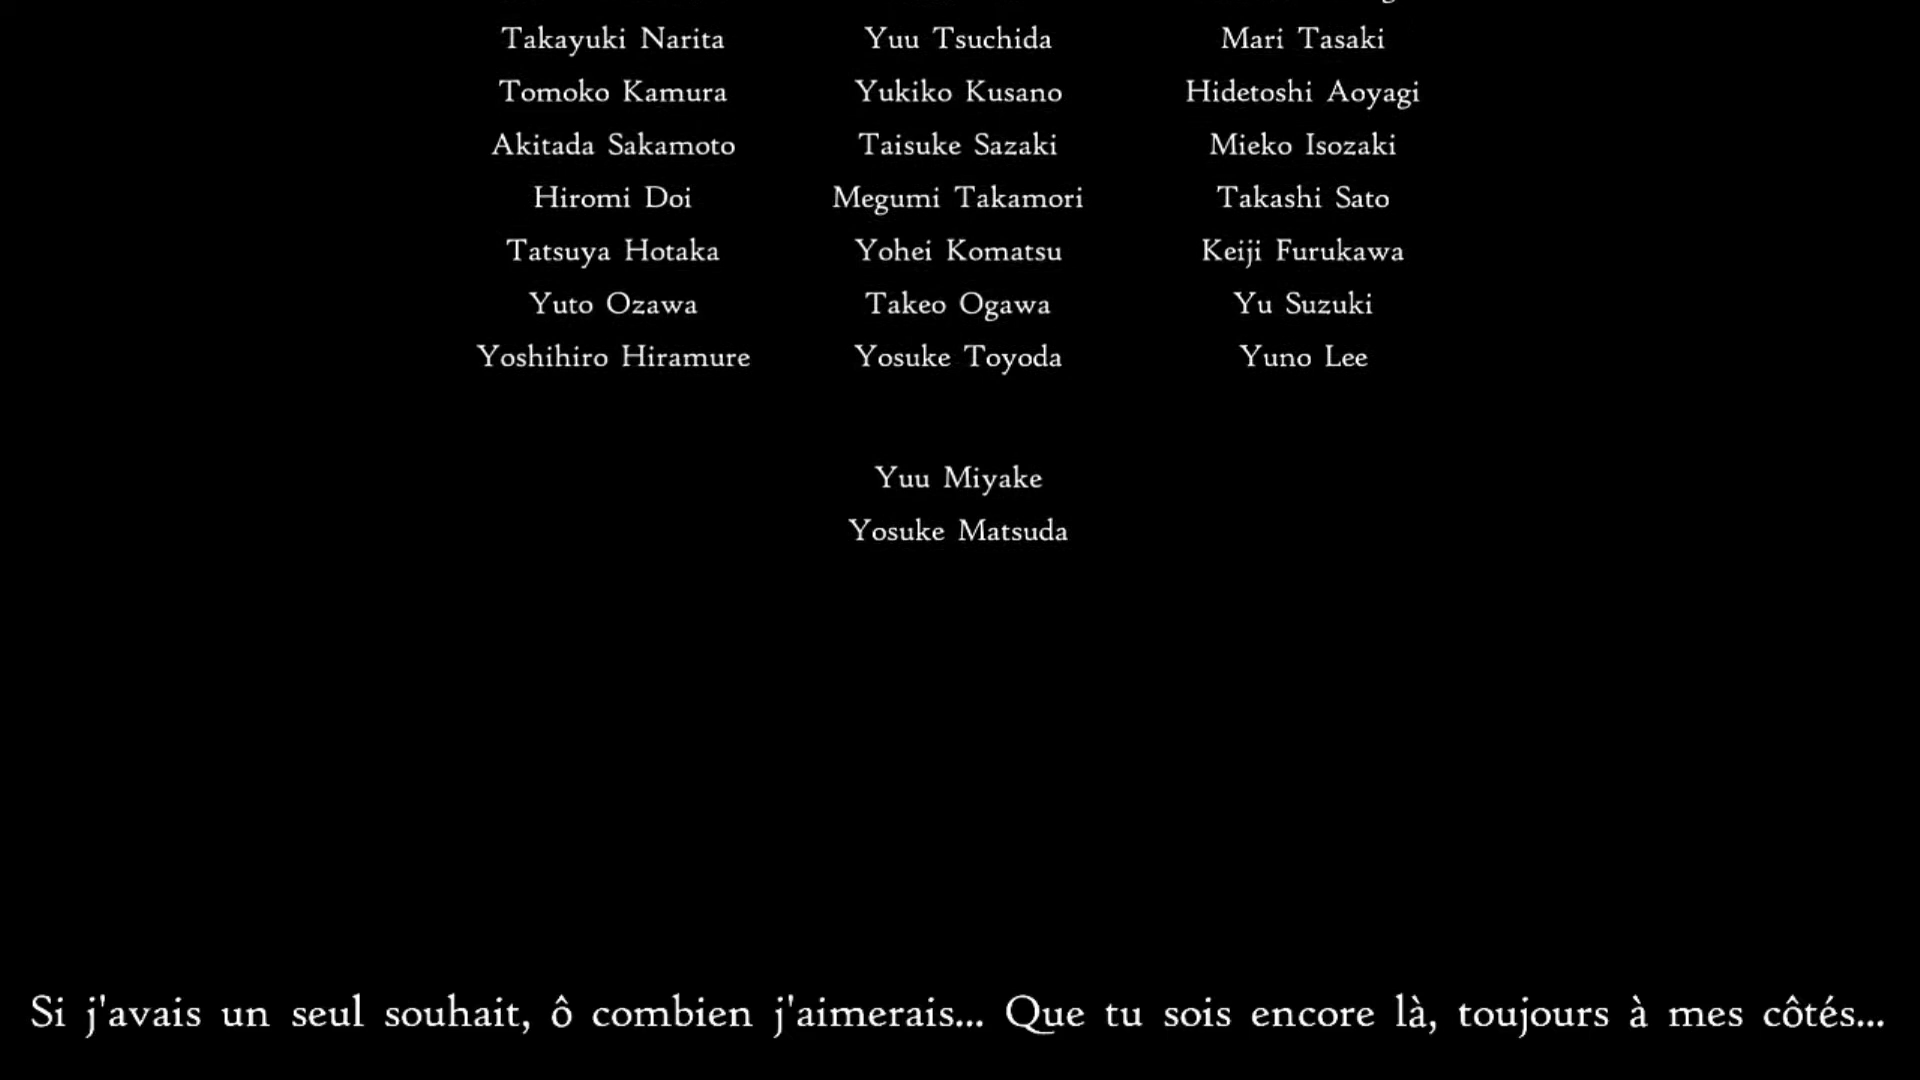 Takayuki Narita Yuu Tsuchida Mari Tasaki
Tomoko Kamura Yukiko Kusano Hidetoshi Aoyagi
Akitada Sakamoto Taisuke Sazaki Mieko Isozaki
Hiromi Doi Megumi Takamori Takashi Sato
Tatsuya Hotaka Yohei Komatsu Keiji Furukawa
Yuto Ozawa Takeo Ogawa Yu Suzuki
Yoshihiro Hiramure Yosuke Toyoda Yuno Lee
Yuu Miyake
Yosuke Matsuda
Si j'avais un seul souhait, ô combien j'aimerais... Que tu sois encore là, toujours à mes côtés...